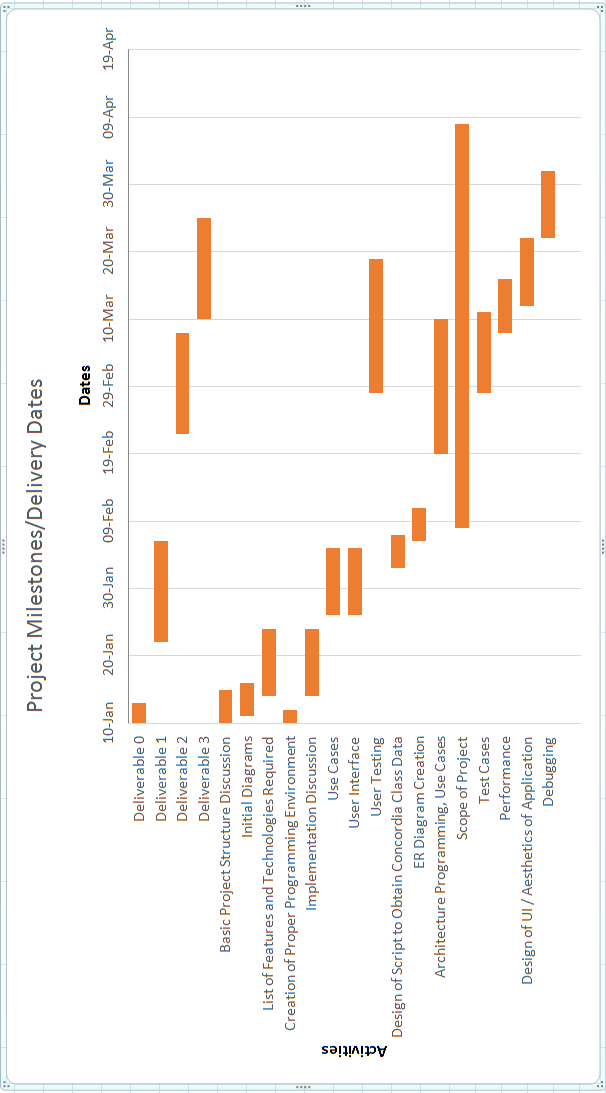 Project Milestones/Delivery Dates
Dates
10-Jan
20-Jan
30-Jan
09-Feb
19-Feb
29-Feb
10-Mar
20-Mar
30-Mar
09-Apr
19-Apr
Deliverable 0
Deliverable 1
Deliverable 2
Deliverable 3
Basic Project Structure Discussion
Initial Diagrams
List of Features and Technologies Required
Creation of Proper Programming Environment
Implementation Discussion
Use Cases
User Interface
User Testing
Design of Script to Obtain Concordia Class Data
ER Diagram Creation
Architecture Programming, Use Cases
Scope of Project
Test Cases
Performance
Design of UI / Aesthetics of Application
Debugging
Activities